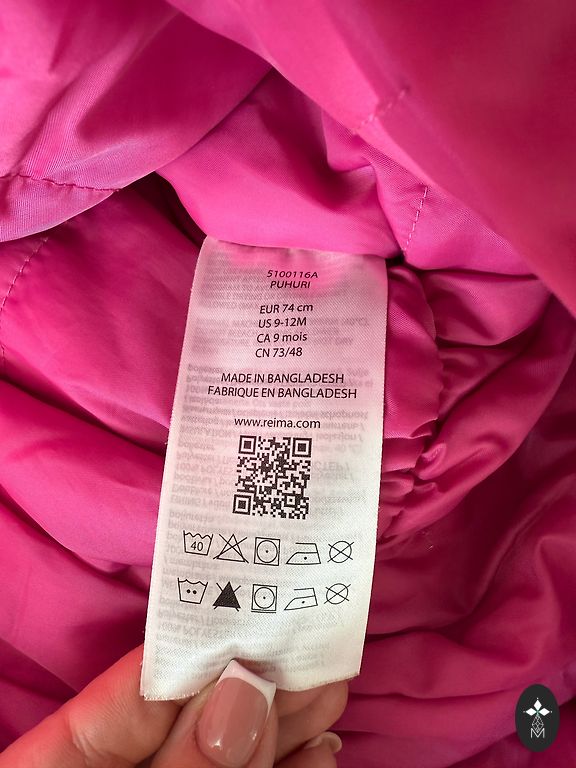 5100116A
PUHURI
EUR 74 cm
US 9-12M
CA 9 mois
CN 73/48
MADE IN BANGLADESH
FABRIQUE EN BANGLADESH
www.reima.com
40
M